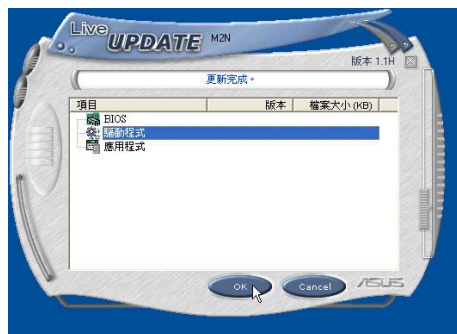 Live UPDATE M2N
版本 1.1H
更新完成。
項目 版本 檔案大小 (KB)
BIOS
驅動程式
應用程式
OK Cancel ASUS